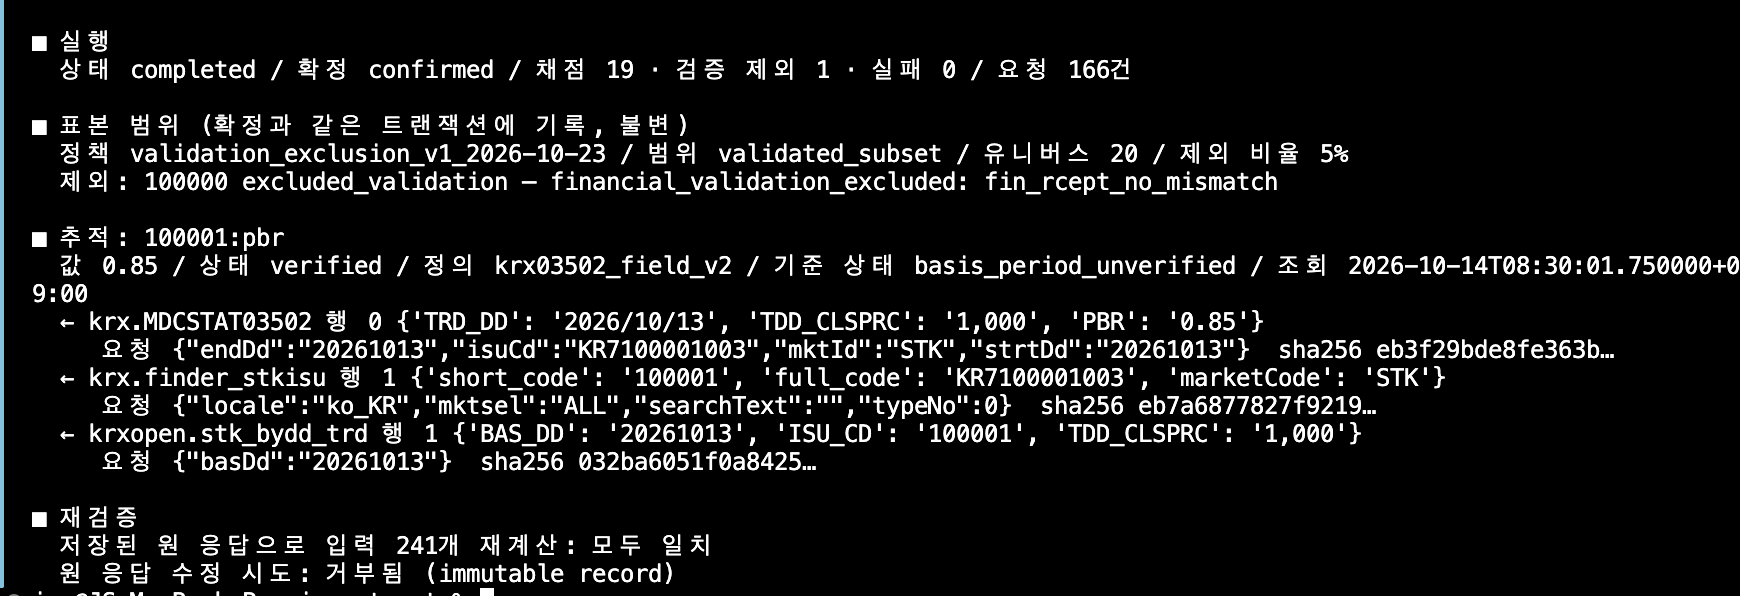 ■ 실행
상태 completed / 확정 confirmed / 채점 19 · 검증 제외 1 · 실패 0 / 요청 166건
■ 표본 범위 (확정과 같은 트랜잭션에 기록, 불변)
정책 validation_exclusion_v1_2026-10-23 / 범위 validated_subset / 유니버스 20 / 제외 비율 5%
제외: 100000 excluded_validation — financial_validation_excluded: fin_rcept_no_mismatch
■ 추적: 100001:pbr
값 0.85 / 상태 verified / 정의 krx03502_field_v2 / 기준 상태 basis_period_unverified / 조회 2026-10-14T08:30:01.750000+0
9:00
← krx.MDCSTAT03502 행 0 {'TRD_DD': '2026/10/13', 'TDD_CLSPRC': '1,000', 'PBR': '0.85'}
요청 {"endDd":"20261013","isuCd":"KR7100001003","mktId":"STK","strtDd":"20261013"} sha256 eb3f29bde8fe363b…
← krx.finder_stkisu 행 1 {'short_code': '100001', 'full_code': 'KR7100001003', 'marketCode': 'STK'}
요청 {"locale":"ko_KR","mktsel":"ALL","searchText":"","typeNo":0} sha256 eb7a6877827f9219…
← krxopen.stk_bydd_trd 행 1 {'BAS_DD': '20261013', 'ISU_CD': '100001', 'TDD_CLSPRC': '1,000'}
요청 {"basDd":"20261013"} sha256 032ba6051f0a8425…
■ 재검증
저장된 원 응답으로 입력 241개 재계산: 모두 일치
원 응답 수정 시도: 거부됨 (immutable record)